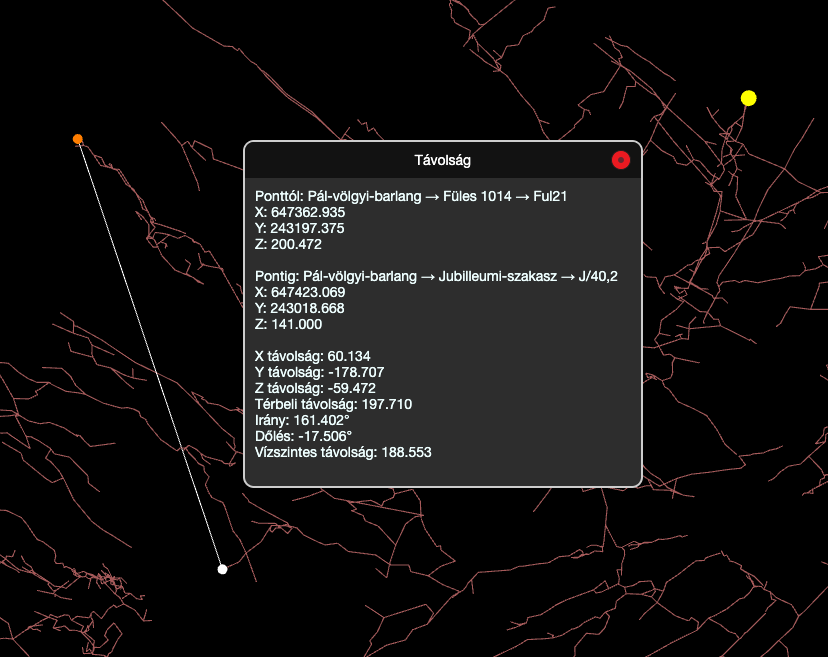 Távolság
Ponttól: Pál-völgyi-barlang → Füles 1014 → Ful21
X: 647362.935
Y: 243197.375
Z: 200.472
Pontig: Pál-völgyi-barlang → Jubilleumi-szakasz → J/40,2
X: 647423.069
Y: 243018.668
Z: 141.000
X távolság: 60.134
Y távolság: -178.707
Z távolság: -59.472
Térbeli távolság: 197.710
Irány: 161.402°
Dőlés: -17.506°
Vízszintes távolság: 188.553